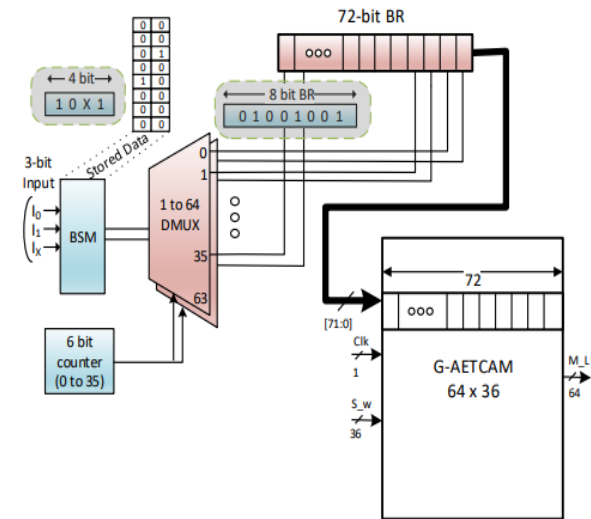 72-bit BR
0 0
0 0
0 1
0 0
1 0
0 0
0 0
0 0
4 bit
1 0 X 1
8 bit BR
0 1 0 0 1 0 0 1
Stored Data
3-bit
Input
I0
I1
IX
BSM
1 to 64
DMUX
0
1
35
63
6 bit
counter
(0 to 35)
72
[71:0]
Clk
1
S_w
36
G-AETCAM
64 x 36
M_L
64